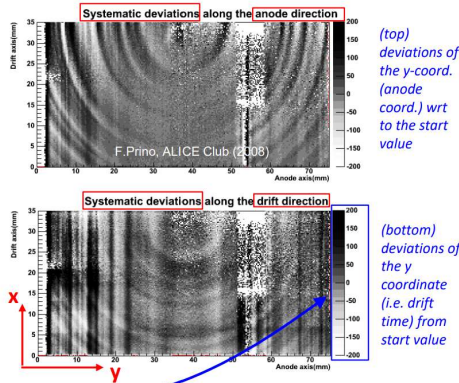 Systematic deviations along the anode direction
Drift axis(mm)
35
30
25
20
15
10
5
0
0 10 20 30 40 50 60 70
Anode axis(mm)
200
150
100
50
0
-50
-100
-150
-200
F.Prino, ALICE Club (2008)
(top)
deviations of
the y-coord.
(anode
coord.) wrt
to the start
value
Systematic deviations along the drift direction
Drift axis(mm)
35
30
25
20
15
10
5
0
0 10 20 30 40 50 60 70
Anode axis(mm)
200
150
100
50
0
-50
-100
-150
-200
x
y
(bottom)
deviations of
the y
coordinate
(i.e. drift
time) from
start value